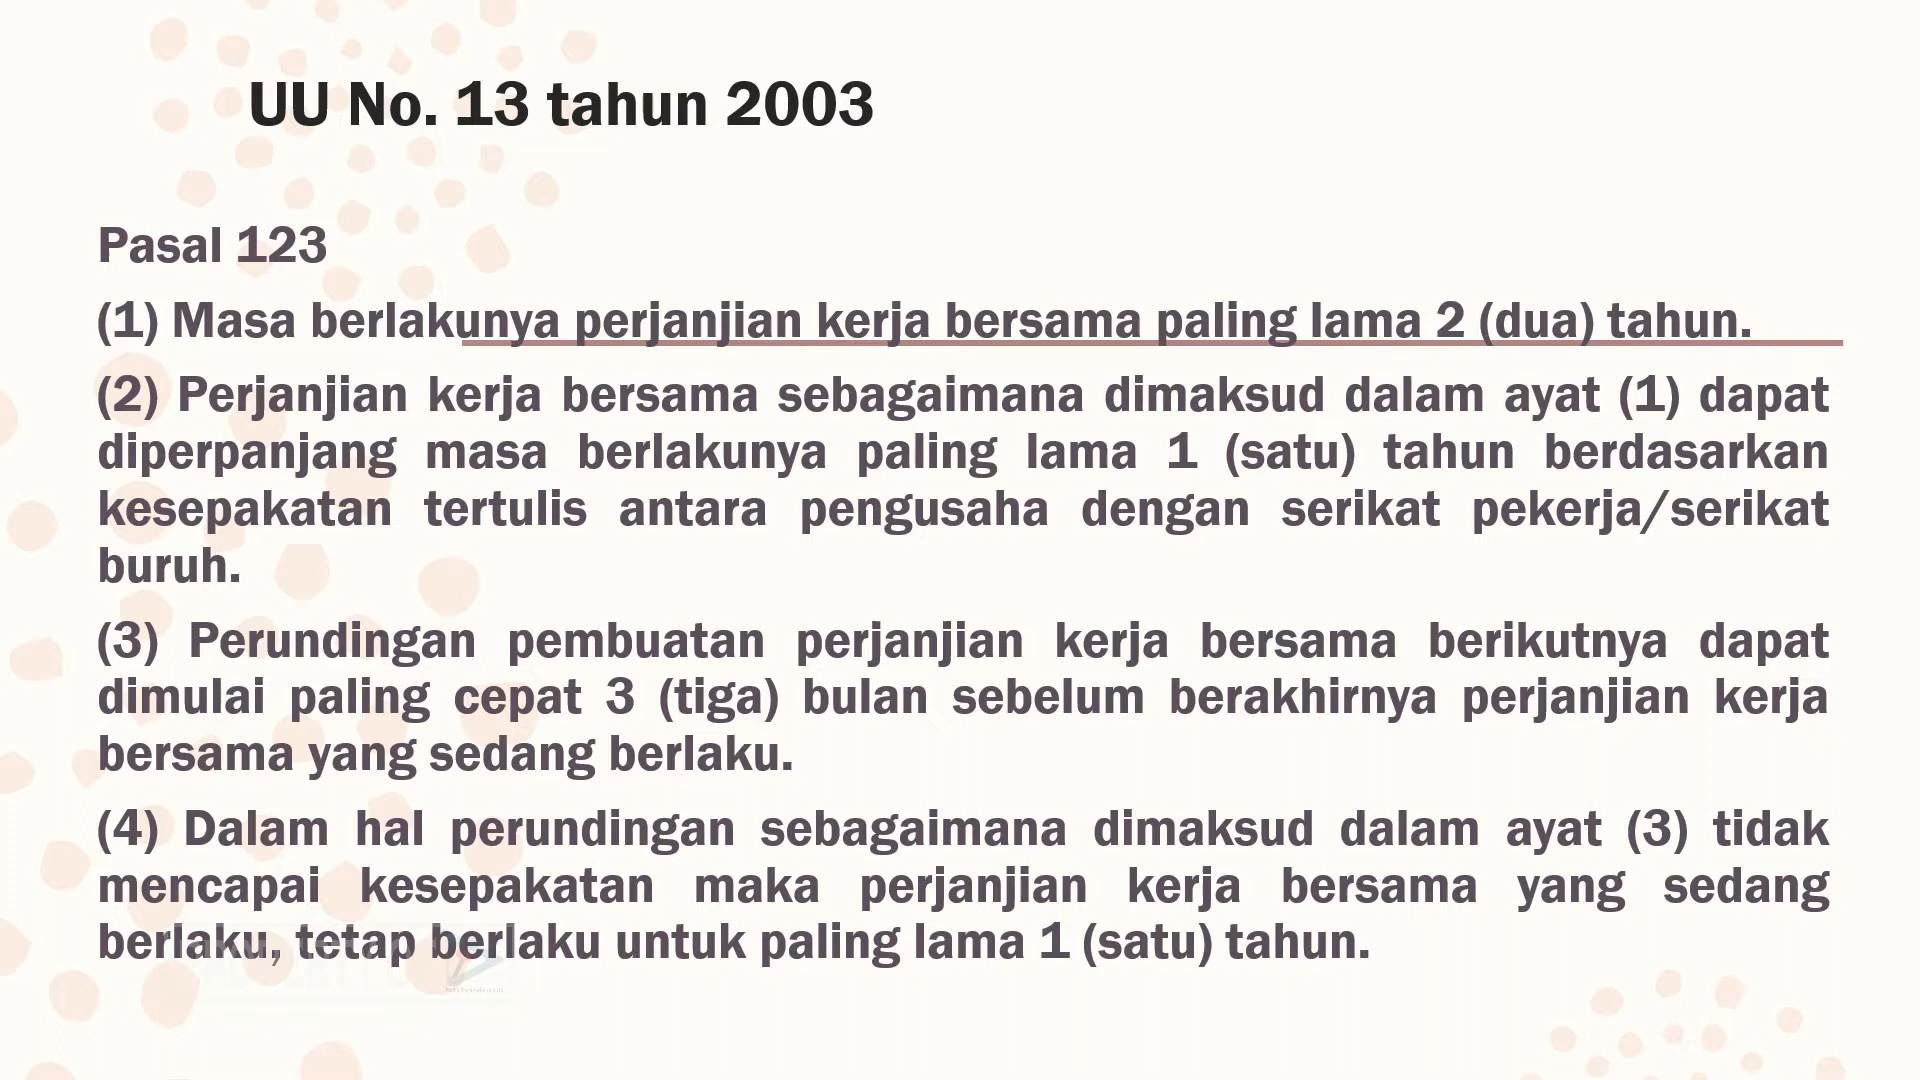 UU No. 13 tahun 2003
Pasal 123
(1) Masa berlakunya perjanjian kerja bersama paling lama 2 (dua) tahun.
(2) Perjanjian kerja bersama sebagaimana dimaksud dalam ayat (1) dapat
diperpanjang masa berlakunya paling lama 1 (satu) tahun berdasarkan
kesepakatan tertulis antara pengusaha dengan serikat pekerja/serikat
buruh.
(3) Perundingan pembuatan perjanjian kerja bersama berikutnya dapat
dimulai paling cepat 3 (tiga) bulan sebelum berakhirnya perjanjian kerja
bersama yang sedang berlaku.
(4) Dalam hal perundingan sebagaimana dimaksud dalam ayat (3) tidak
mencapai kesepakatan maka perjanjian kerja bersama yang sedang
berlaku, tetap berlaku untuk paling lama 1 (satu) tahun.